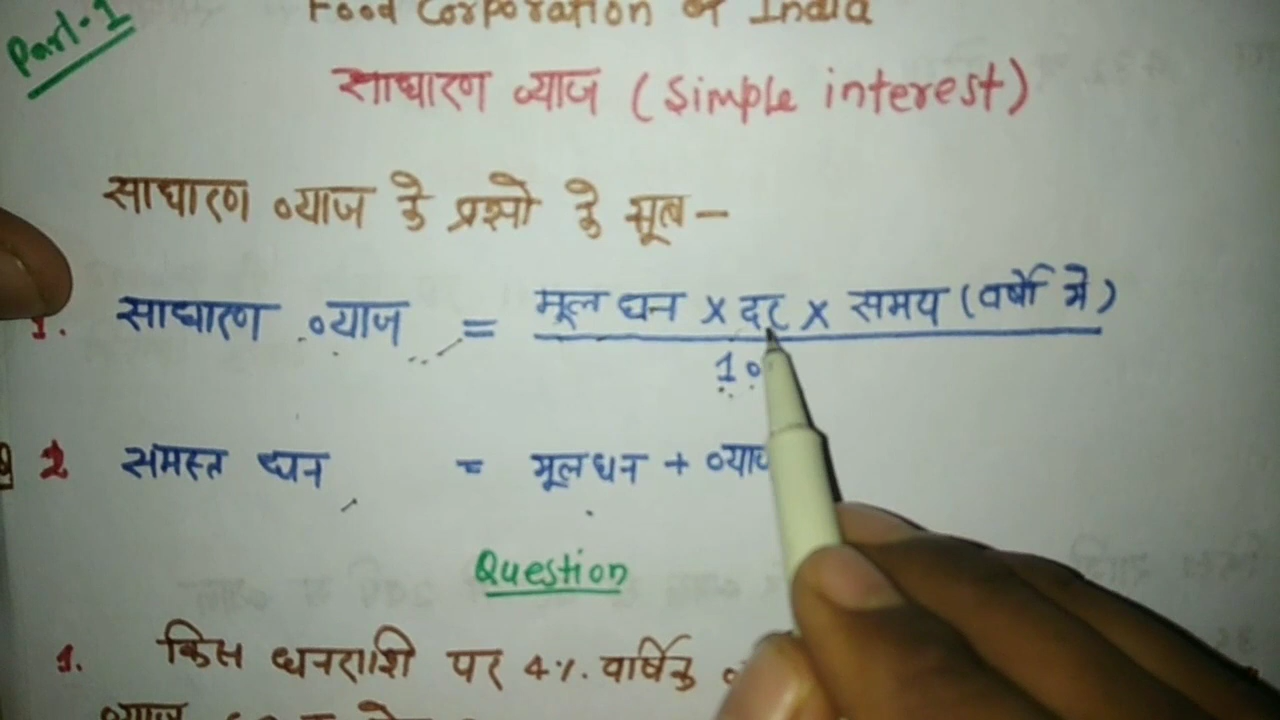 Part-1
Food Corporation of India
साधारण ब्याज (Simple interest)
साधारण ब्याज के प्रश्नो के सूत्र -
1. साधारण ब्याज = मूलधन × दर × समय (वर्षो मे)
10
2 समस्त धन = मूलधन + ब्याज
Question
1. किस धनराशि पर 4%. वार्षिक
ब्याज